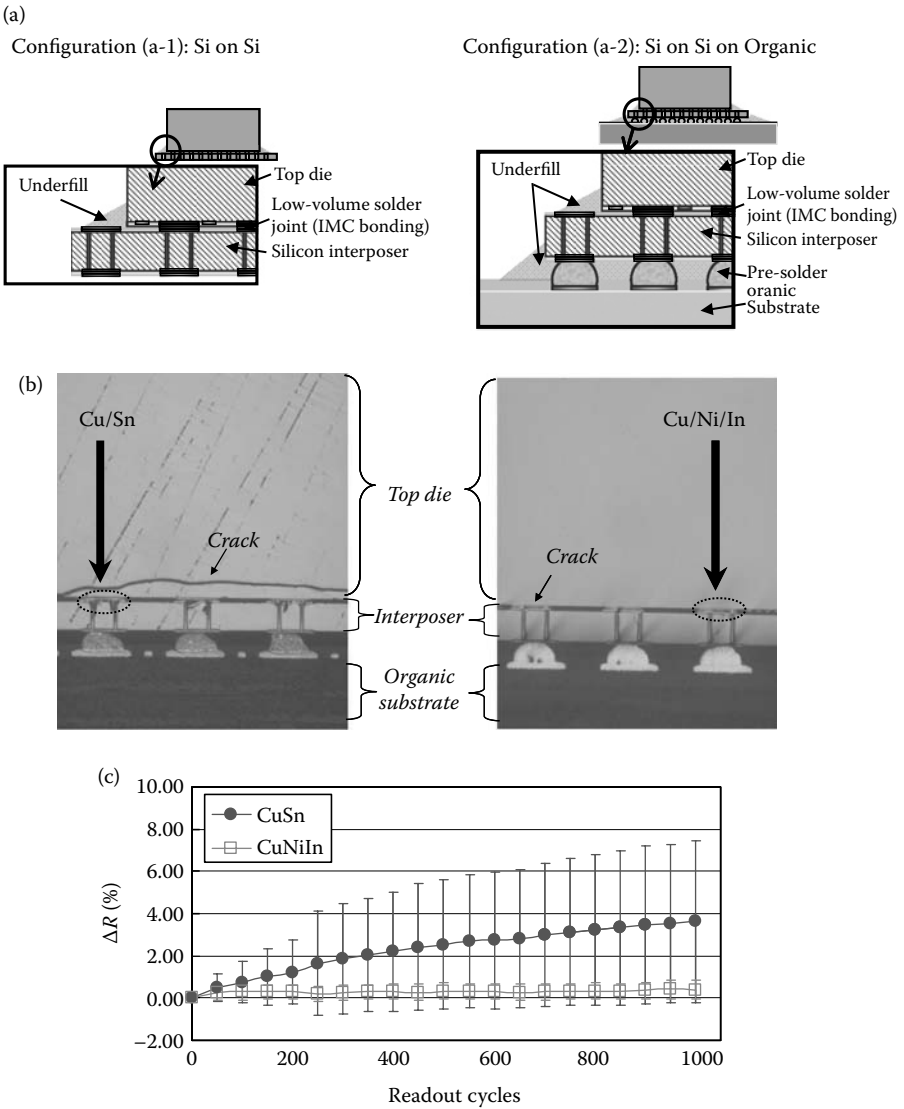 (a)
Configuration (a-1): Si on Si
Underfill
Top die
Low-volume solder
joint (IMC bonding)
Silicon interposer
Configuration (a-2): Si on Si on Organic
Underfill
Top die
Low-volume solder
joint (IMC bonding)
Silicon interposer
Pre-solder
oranic
Substrate
(b)
Cu/Sn
Crack
Top die
Interposer
Organic
substrate
Cu/Ni/In
Crack
(c)
10.00
8.00
6.00
4.00
2.00
0.00
−2.00
ΔR (%)
CuSn
CuNiIn
0
200
400
600
800
1000
Readout cycles